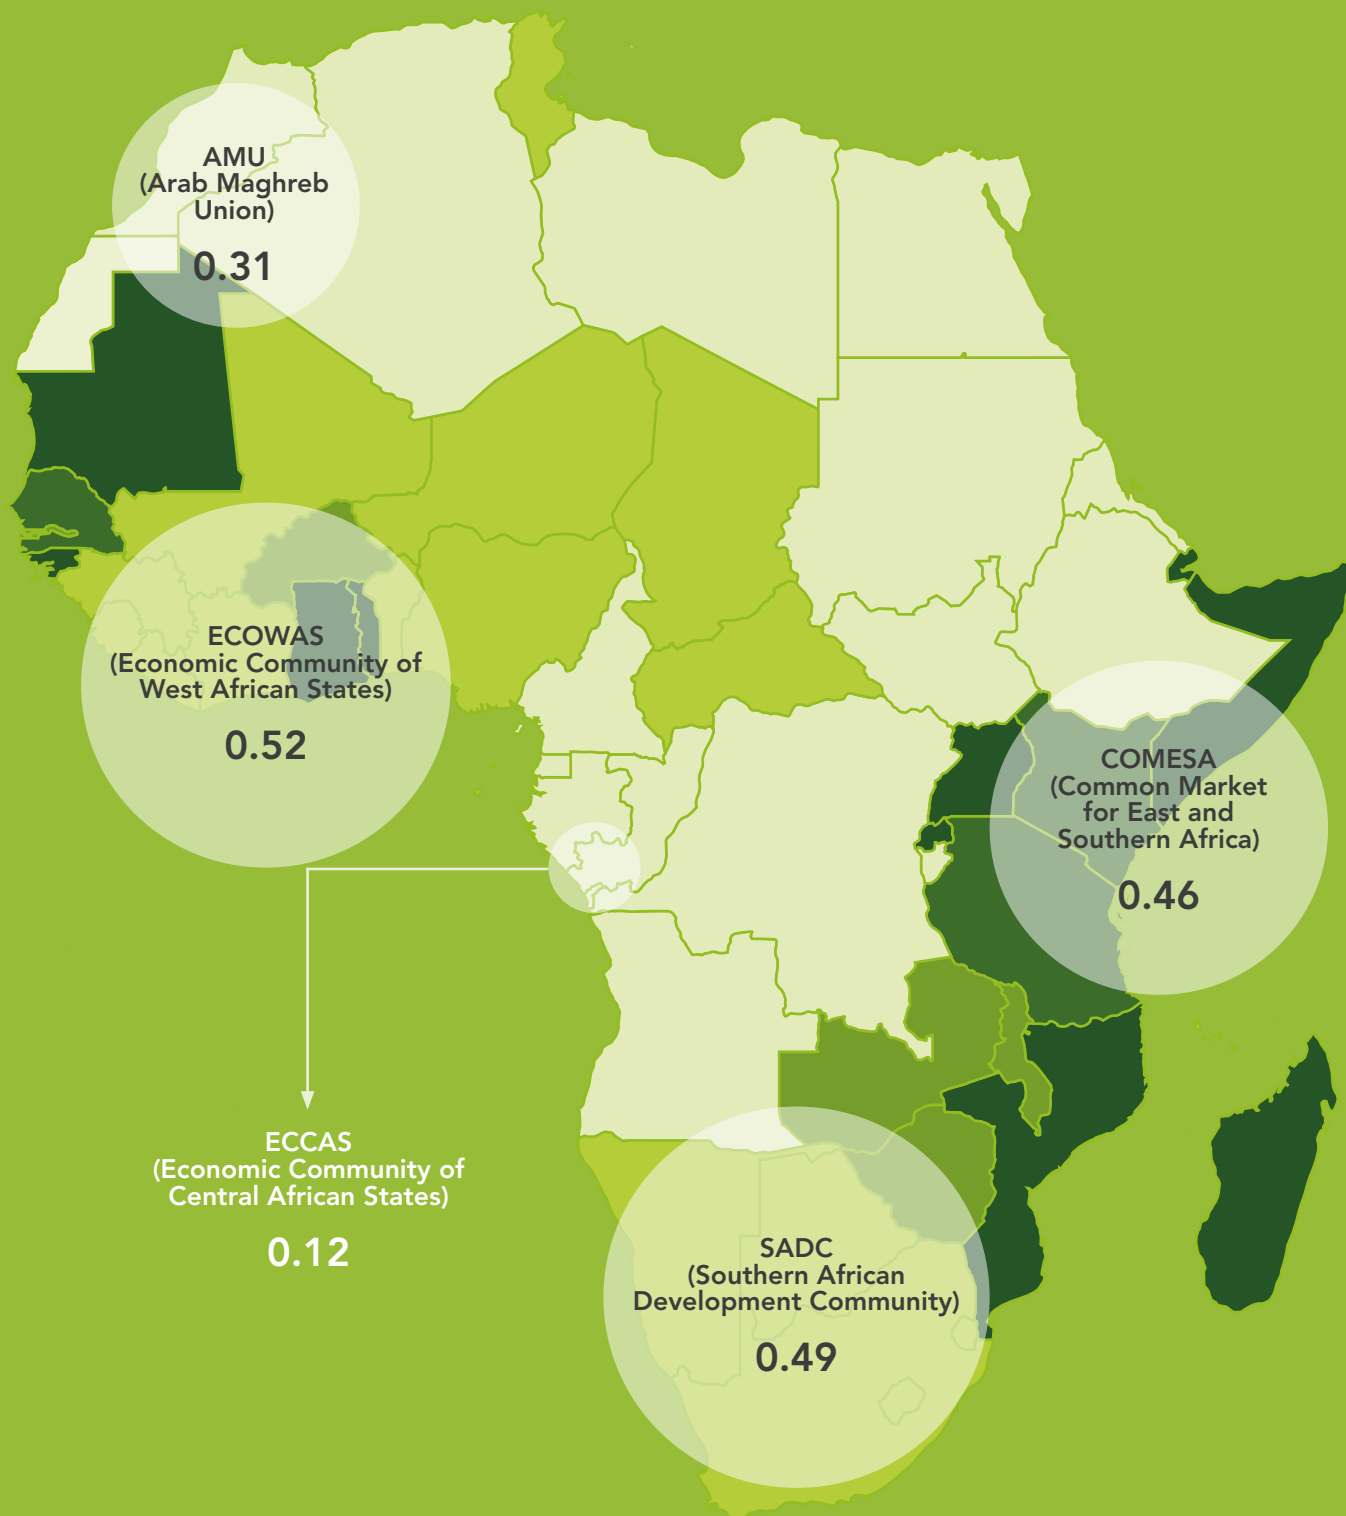 AMU
(Arab Maghreb
Union)
0.31
ECOWAS
(Economic Community of
West African States)
0.52
COMESA
(Common Market
for East and
Southern Africa)
0.46
ECCAS
(Economic Community of
Central African States)
0.12
SADC
(Southern African
Development Community)
0.49